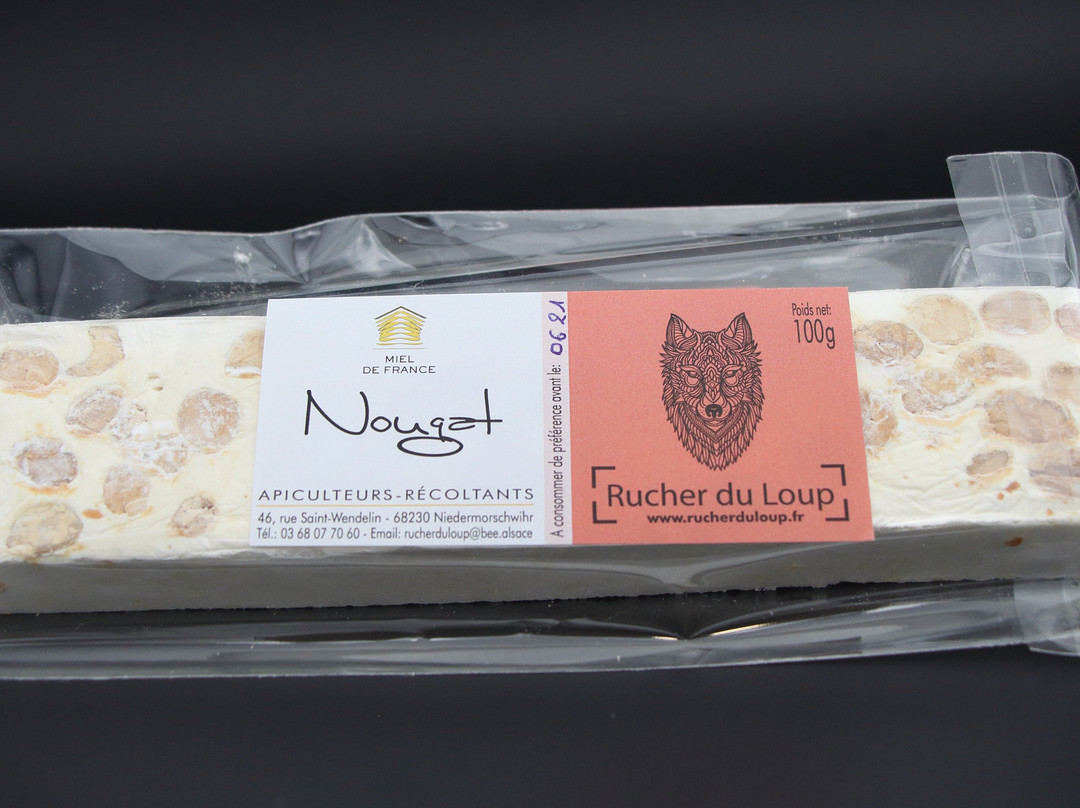 MIEL
DE FRANCE
Nougat
APICULTEURS-RÉCOLTANTS
46, rue Saint-Wendelin - 68230 Niedermorschwihr
Tél.: 03 68 07 70 60 - Email: rucherduloup@bee.alsace
A consommer de préférence avant le: 06 21
Poids net:
100g
Rucher du Loup
www.rucherduloup.fr